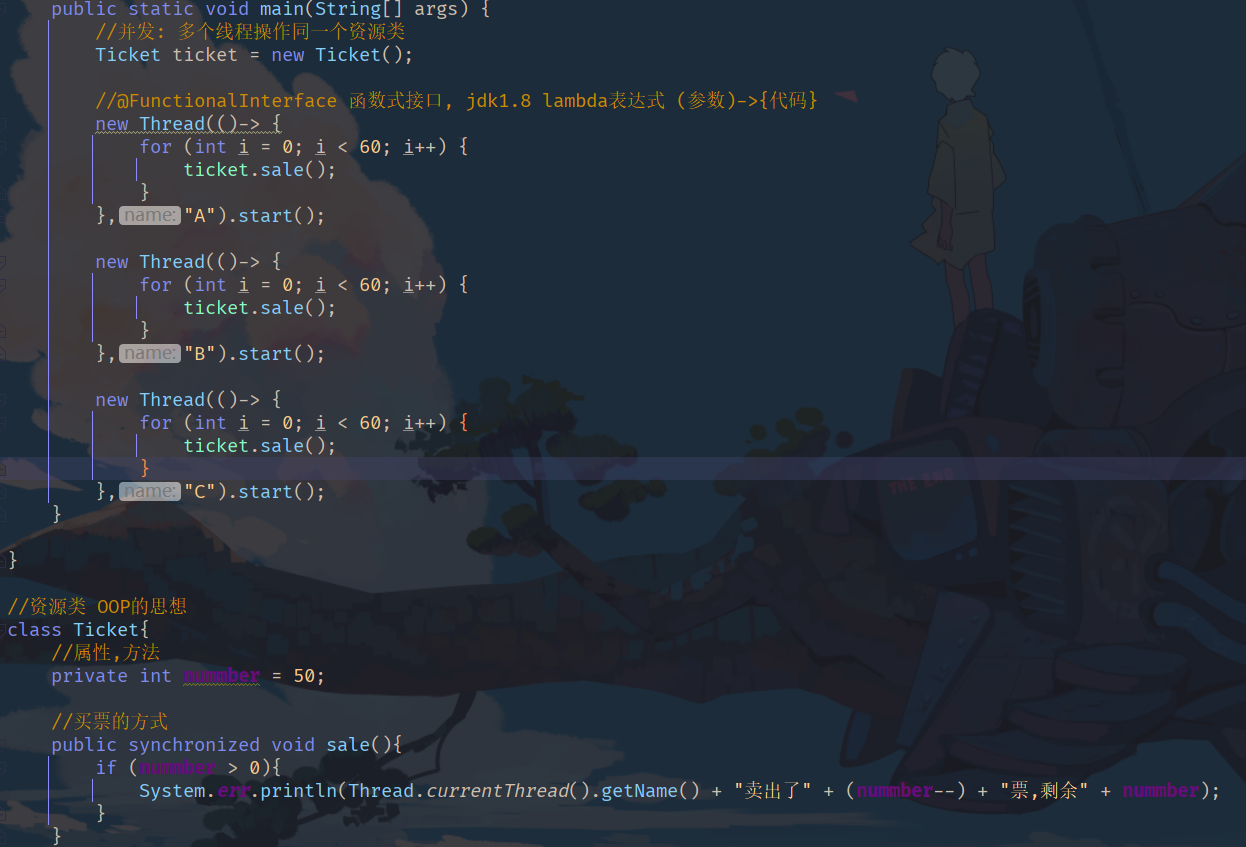 public static void main(String[] args) {
//并发: 多个线程操作同一个资源类
Ticket ticket = new Ticket();
//@FunctionalInterface 函数式接口, jdk1.8 lambda表达式 (参数)->{代码}
new Thread(()-> {
for (int i = 0; i < 60; i++) {
ticket.sale();
}
}, name: "A").start();
new Thread(()-> {
for (int i = 0; i < 60; i++) {
ticket.sale();
}
}, name: "B").start();
new Thread(()-> {
for (int i = 0; i < 60; i++) {
ticket.sale();
}
}, name: "C").start();
}
}
//资源类 OOP的思想
class Ticket{
//属性,方法
private int nummber = 50;
//买票的方式
public synchronized void sale(){
if (nummber > 0){
System.err.println(Thread.currentThread().getName() + "卖出了" + (nummber--) + "票,剩余" + nummber);
}
}
THE END